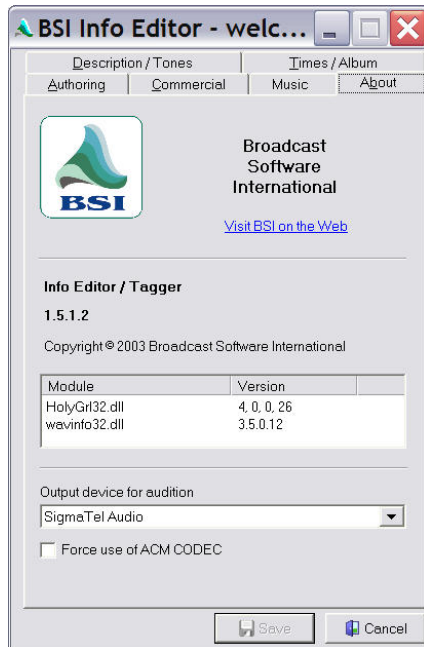 BSI Info Editor - welc...
Description / Tones
Times / Album
Authoring
Commercial
Music
About
BSI
Broadcast
Software
International
Visit BSI on the Web
Info Editor / Tagger
1.5.1.2
Copyright © 2003 Broadcast Software International
Module Version
HolyGrl32.dll 4, 0, 0, 26
wavinfo32.dll 3.5.0.12
Output device for audition
SigmaTel Audio
Force use of ACM CODEC
Save
Cancel